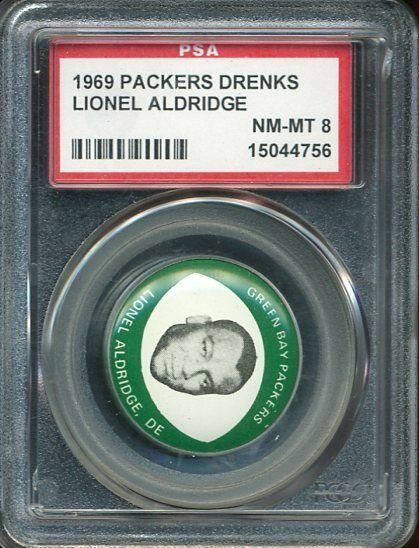 PSA
1969 PACKERS DRENKS
LIONEL ALDRIDGE
NM-MT 8
15044756
GREEN BAY PACKERS
LIONEL ALDRIDGE, DE